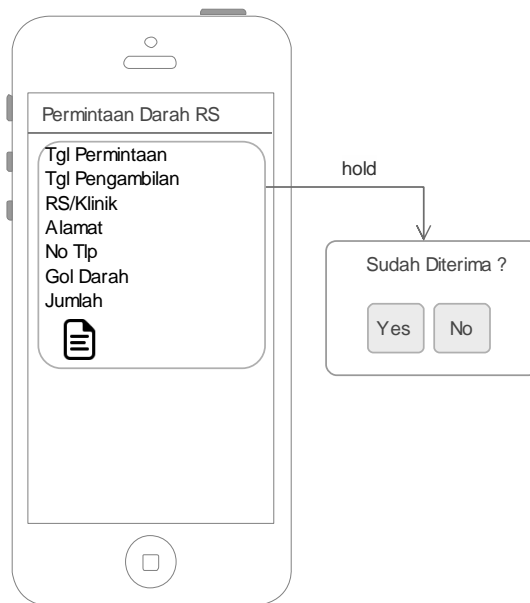 Permintaan Darah RS
Tgl Permintaan
Tgl Pengambilan
RS/Klinik
Alamat
No Tlp
Gol Darah
Jumlah
hold
Sudah Diterima ?
Yes No